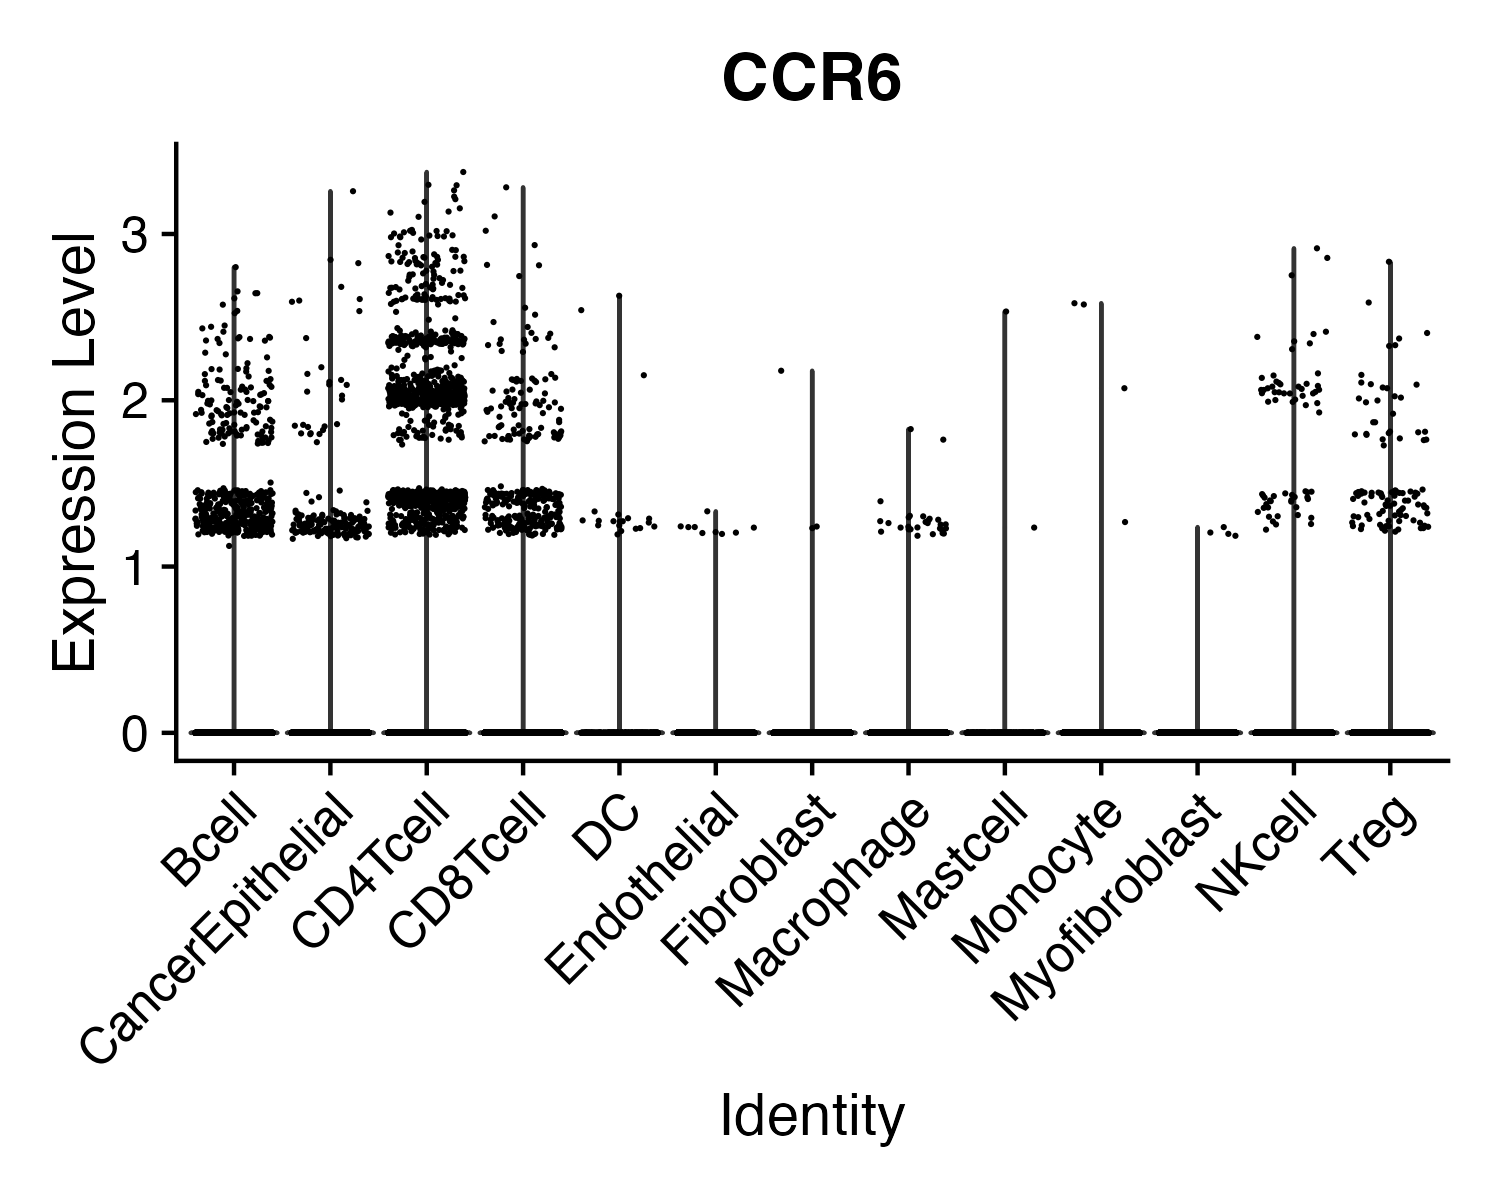 CCR6
Expression Level
3
2
1
0
Bcell
CancerEpithelial
CD4Tcell
CD8Tcell
DC
Endothelial
Fibroblast
Macrophage
Mastcell
Monocyte
Myofibroblast
NKcell
Treg
Identity